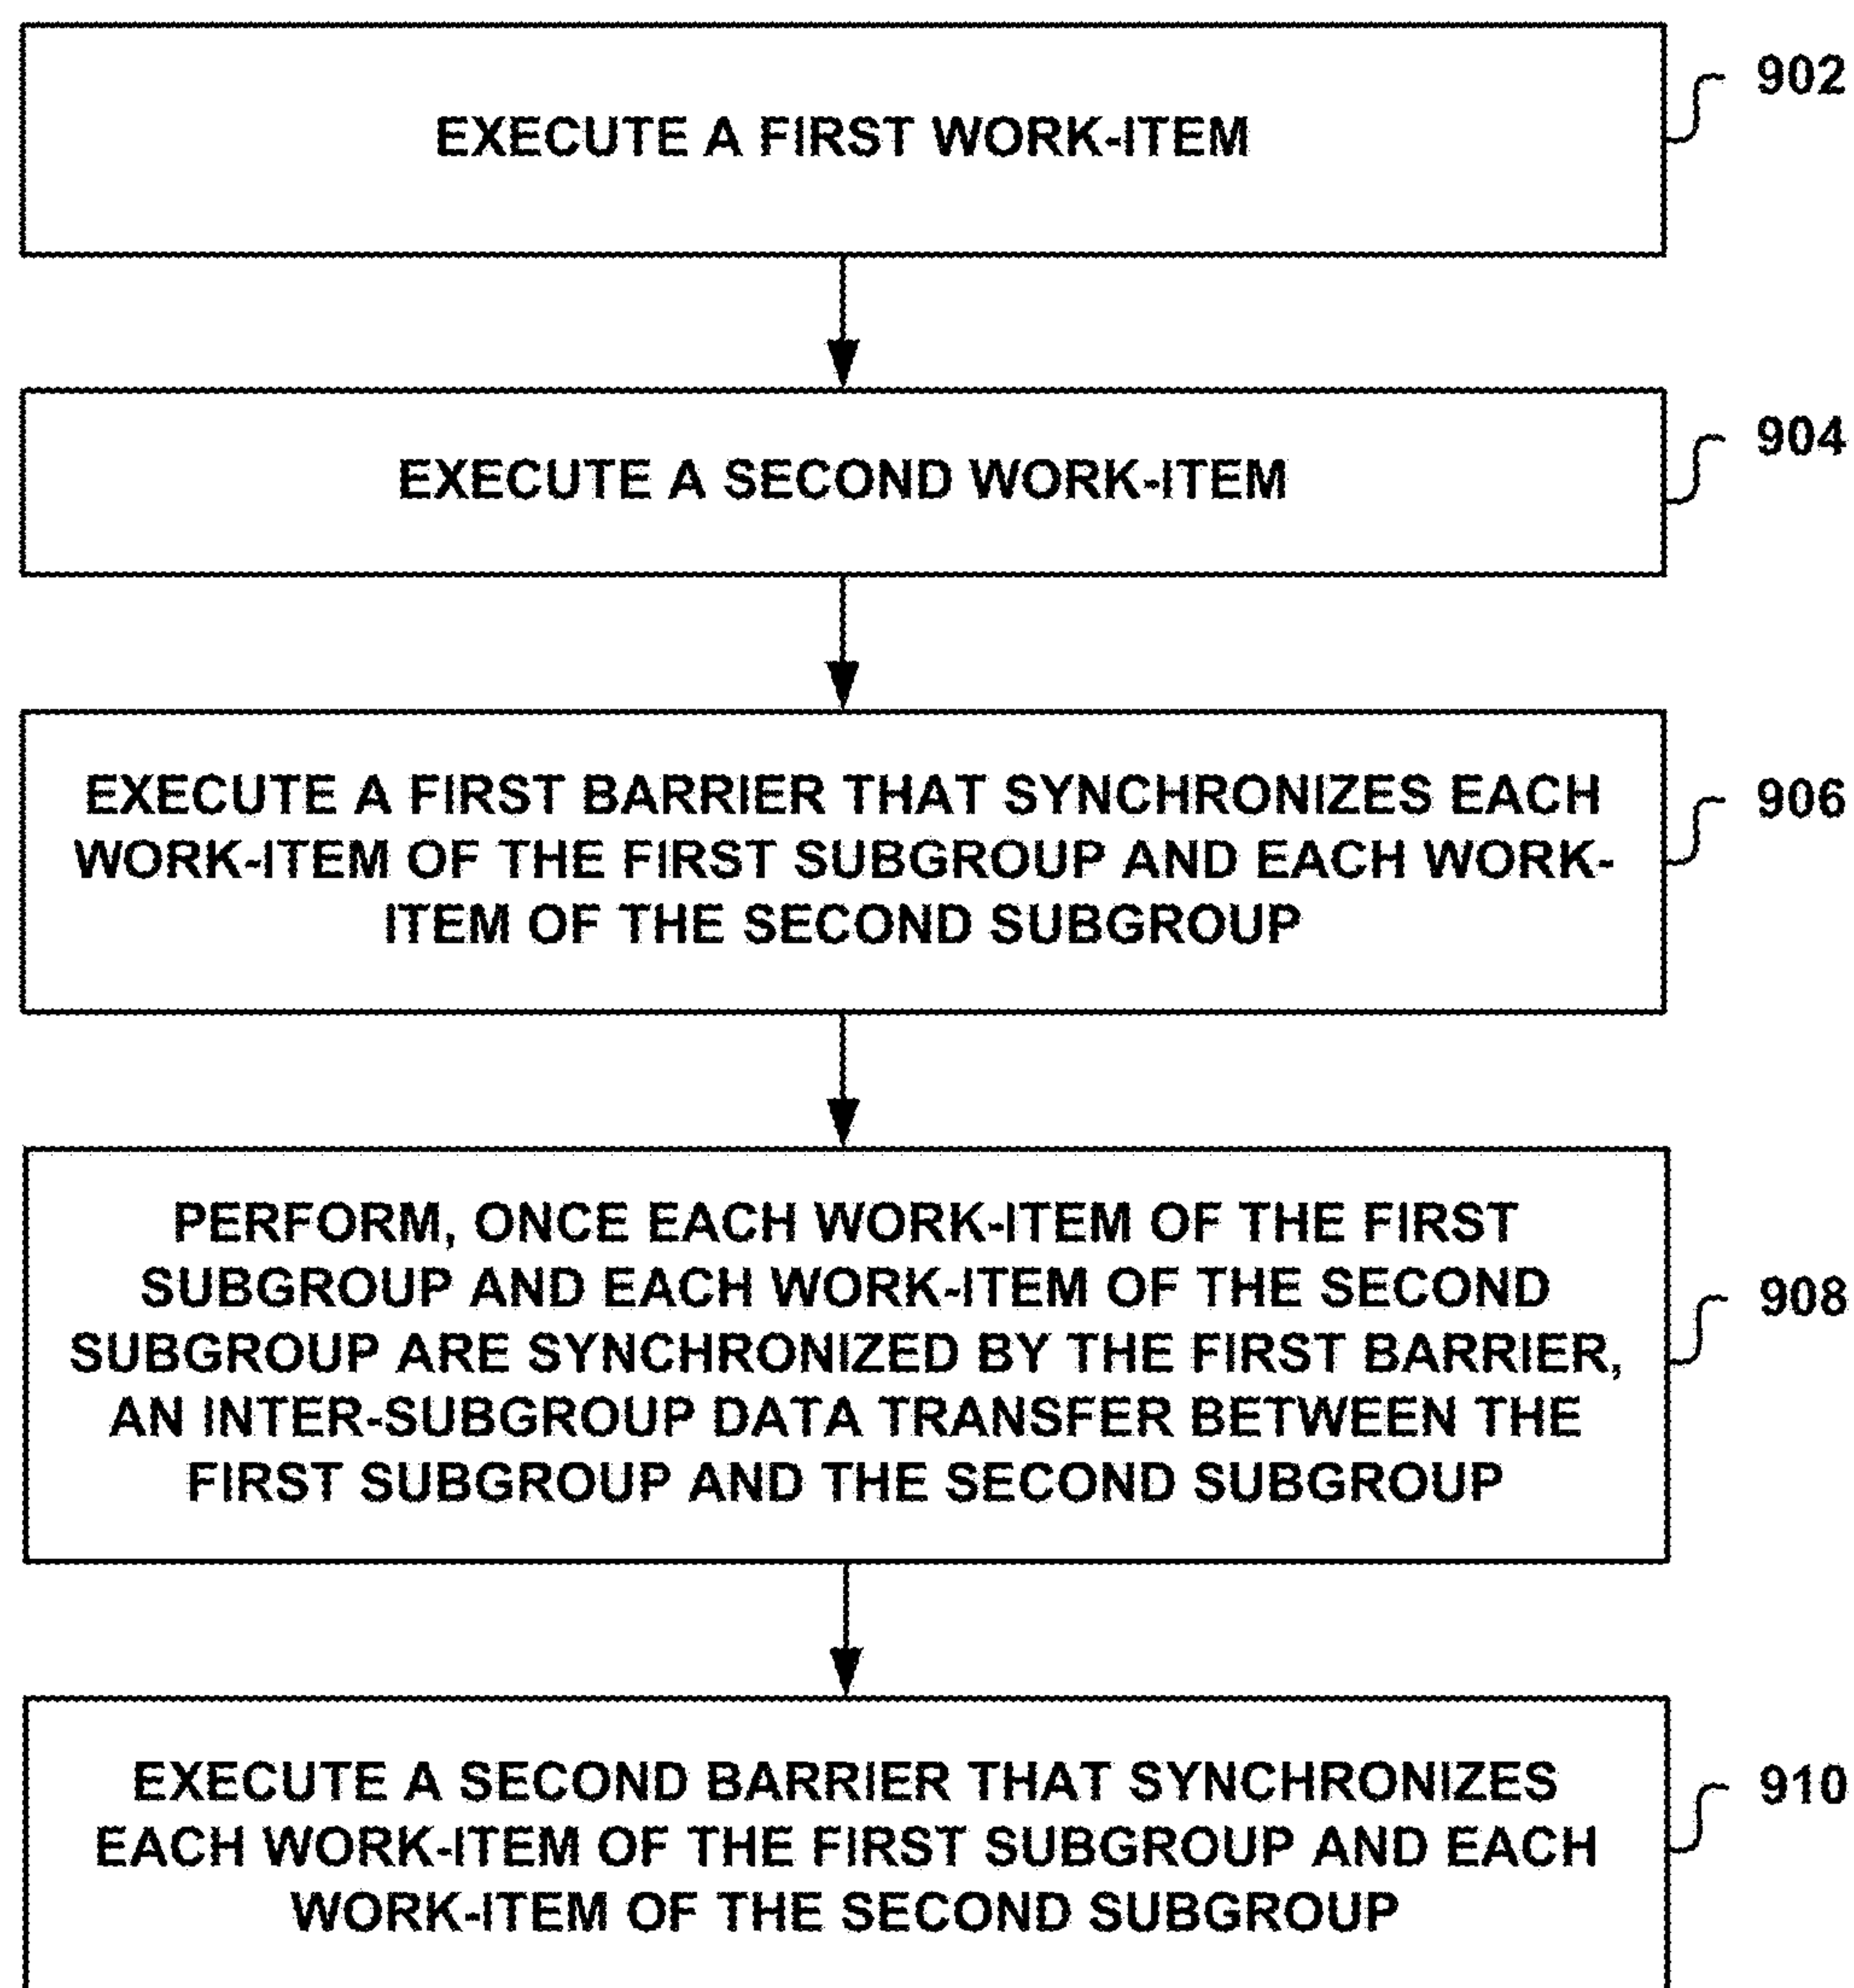 EXECUTE A FIRST WORK-ITEM
902
EXECUTE A SECOND WORK-ITEM
904
EXECUTE A FIRST BARRIER THAT SYNCHRONIZES EACH
WORK-ITEM OF THE FIRST SUBGROUP AND EACH WORK-
ITEM OF THE SECOND SUBGROUP
906
PERFORM, ONCE EACH WORK-ITEM OF THE FIRST
SUBGROUP AND EACH WORK-ITEM OF THE SECOND
SUBGROUP ARE SYNCHRONIZED BY THE FIRST BARRIER,
AN INTER-SUBGROUP DATA TRANSFER BETWEEN THE
FIRST SUBGROUP AND THE SECOND SUBGROUP
908
EXECUTE A SECOND BARRIER THAT SYNCHRONIZES
EACH WORK-ITEM OF THE FIRST SUBGROUP AND EACH
WORK-ITEM OF THE SECOND SUBGROUP
910